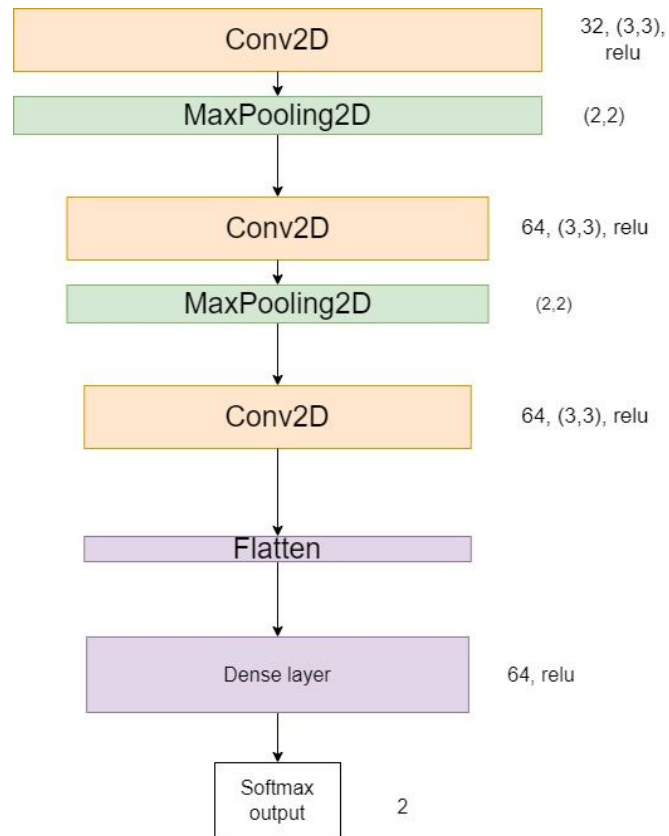 Conv2D
32, (3,3),
relu
MaxPooling2D
(2,2)
Conv2D
64, (3,3), relu
MaxPooling2D
(2,2)
Conv2D
64, (3,3), relu
Flatten
Dense layer
64, relu
Softmax
output
2